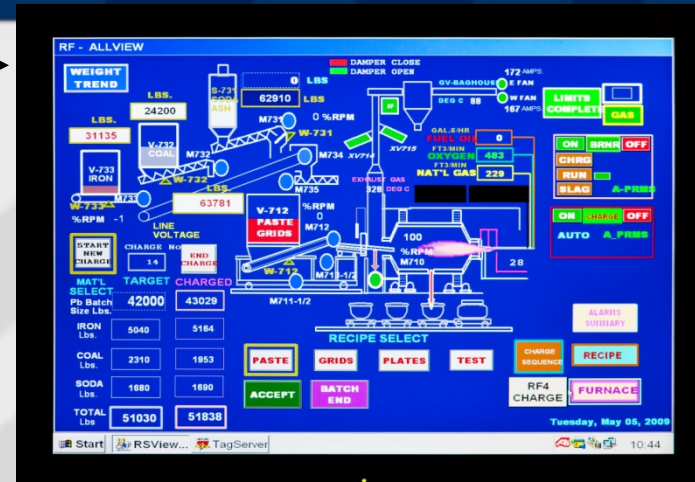 RF - ALLVIEW
WEIGHT
TREND
DAMPER CLOSE
DAMPER OPEN
0 LBS
62910 LBS
LBS.
24200
LBS.
31135
S-731
SODA
ASH
M731
0 %RPM
W-731
V-732
COAL
M732
M734
W-732
V-733
IRON
M733
W-733
%RPM -1
LBS.
63781
M735
%RPM
0
M712
V-712
PASTE
GRIDS
W-712
M713-1/2
M711-1/2
LINE
VOLTAGE
GV-BAGHOUSE
DEG C 88
172 AMPS
E FAN
W FAN
167 AMPS
LIMITS
COMPLETE
GAS
XV714
XV715
EXHAUST GAS
328 DEG C
GAL.S/HR
FUEL OIL 0
FT3/MIN
OXYGEN 483
FT3/MIN
NAT'L GAS 229
ON BRNR OFF
CHRG
RUN
SLAG A-PRMS
ON CHARGE OFF
AUTO A_PRMS
100
%RPM
M710
28
START
NEW
CHARGE
CHARGE No
14
END
CHARGE
MAT'L
SELECT
TARGET CHARGED
Pb Batch
Size Lbs.
42000 43029
IRON
Lbs.
5040 5164
COAL
Lbs.
2310 1953
SODA
Lbs.
1680 1690
TOTAL
Lbs
51030 51838
RECIPE SELECT
PASTE GRIDS PLATES TEST
ACCEPT
BATCH
END
ALARMS
SUMMARY
CHARGE
SEQUENCE
RECIPE
RF4
CHARGE
FURNACE
Tuesday, May 05, 2009
Start RSView... TagServer 10:44